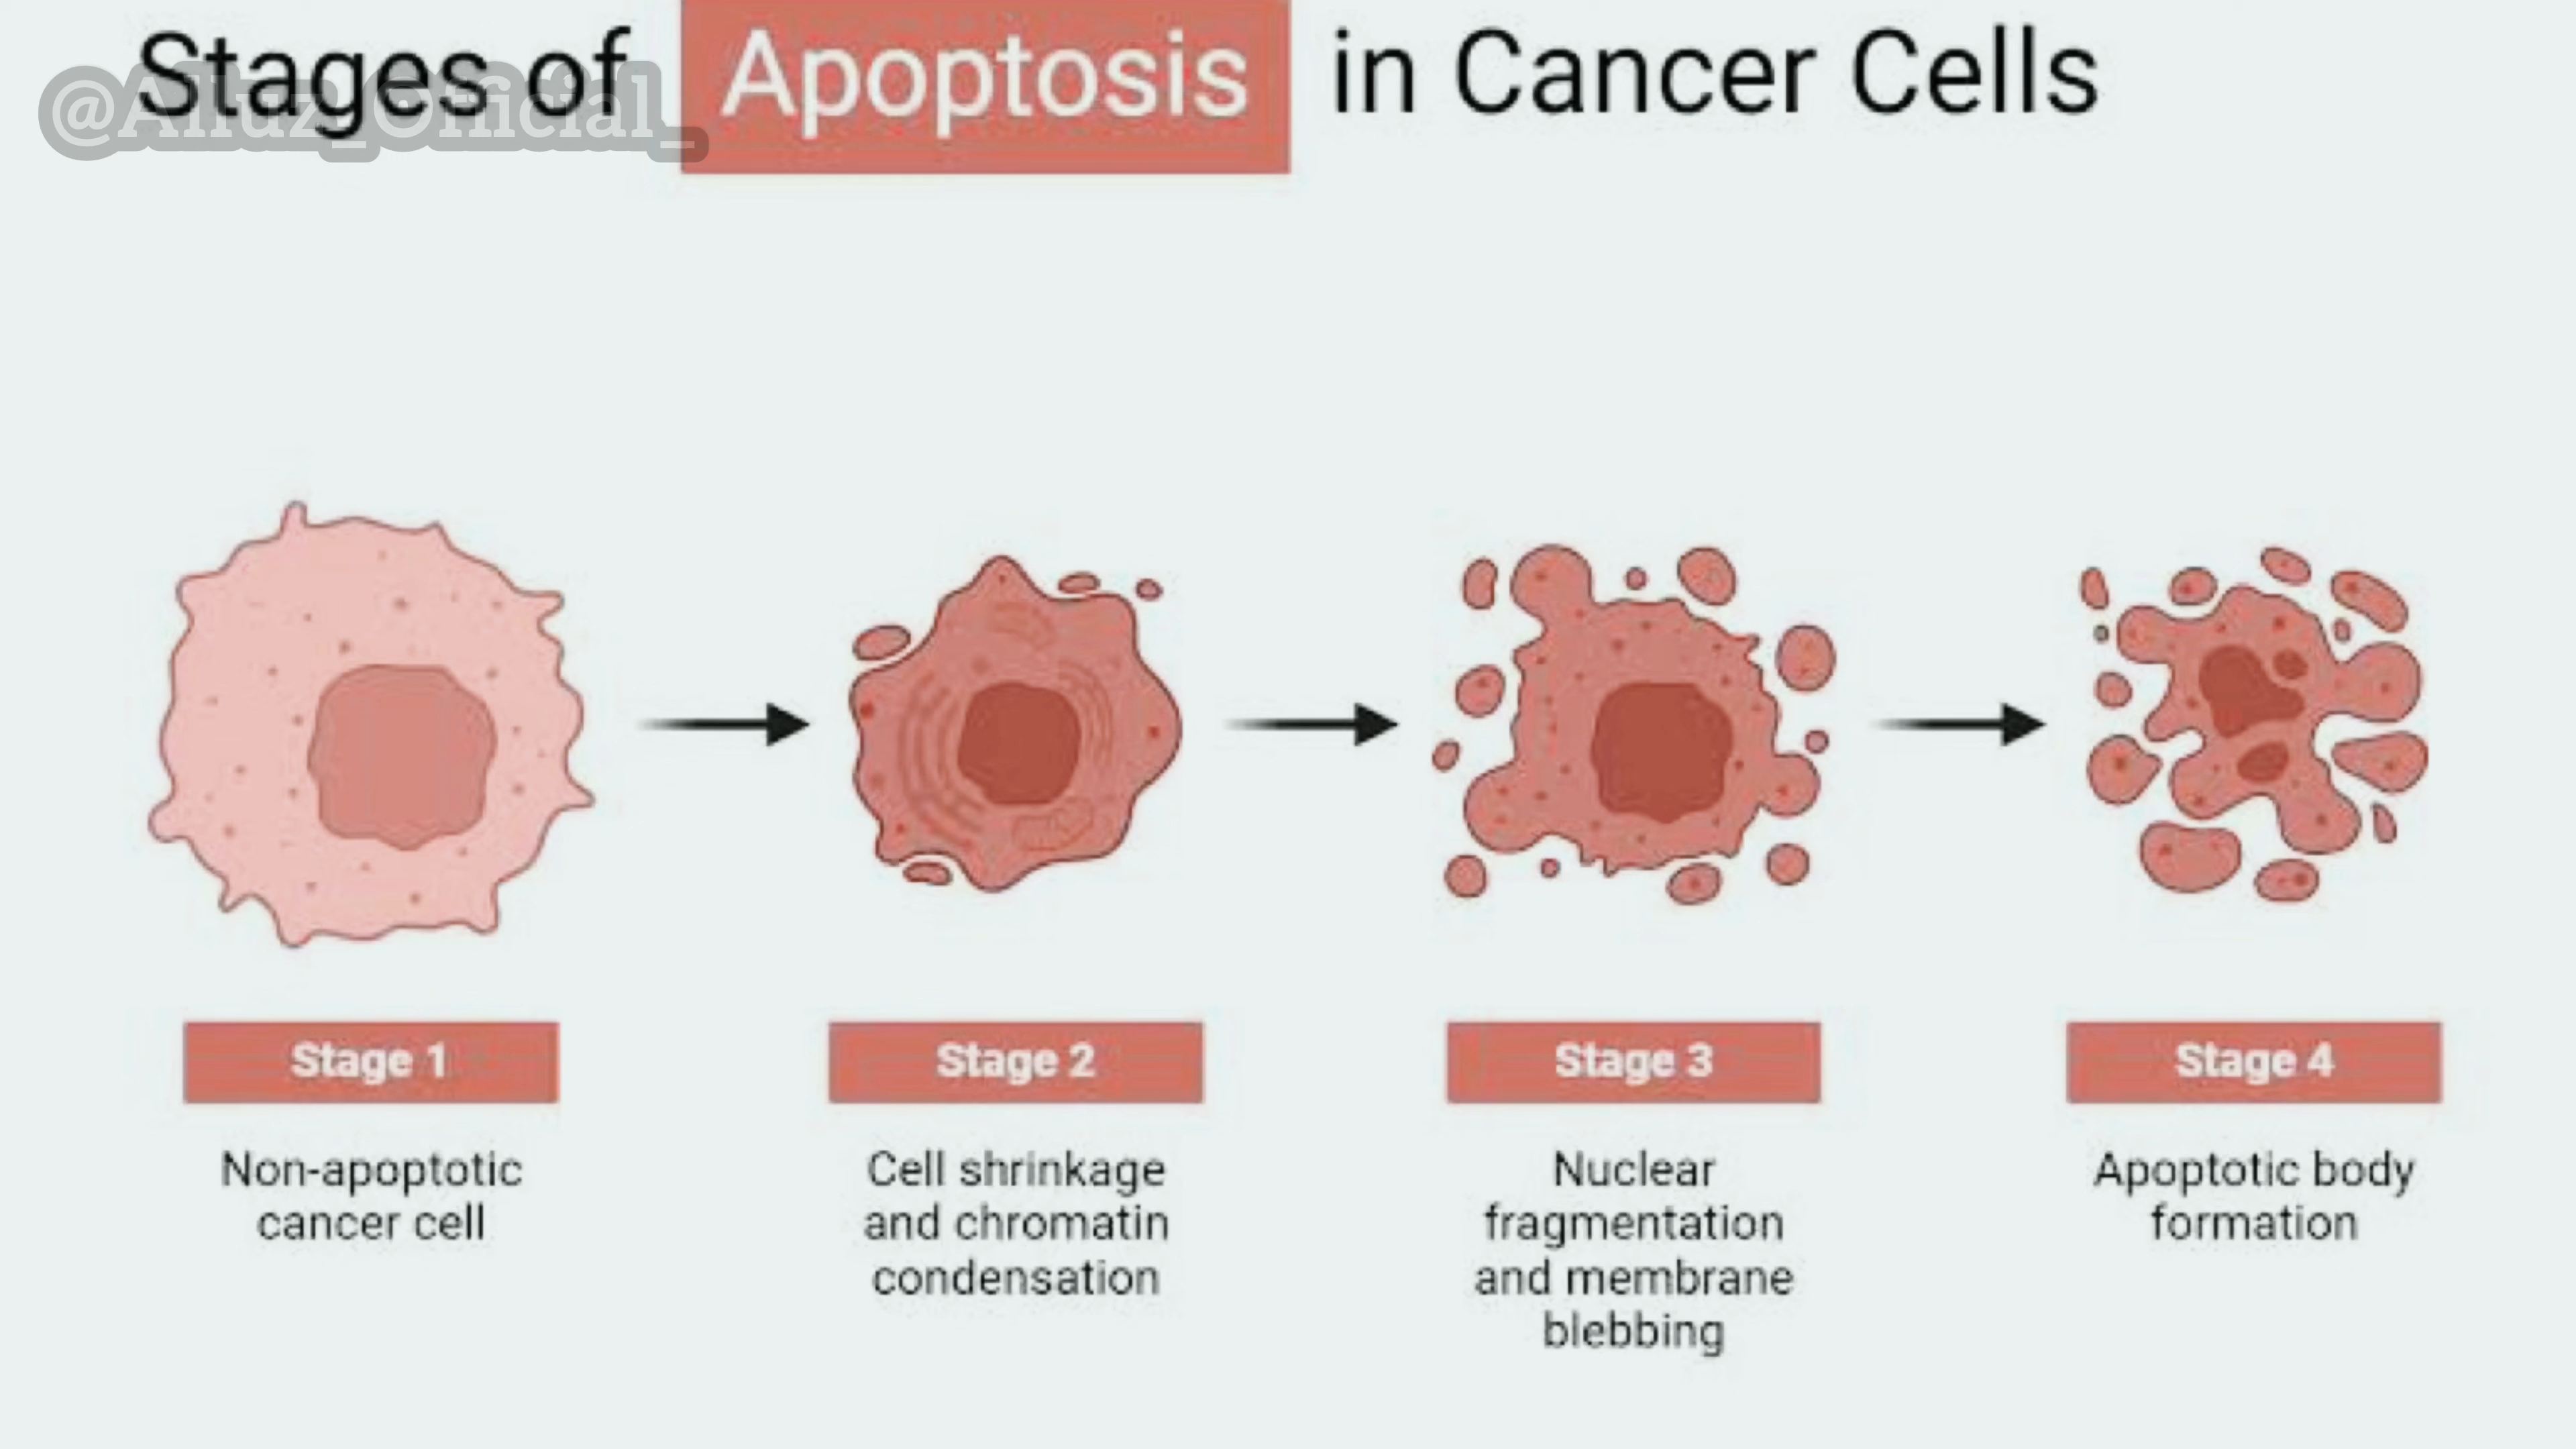 Stages of Apoptosis in Cancer Cells
Stage 1
Non-apoptotic
cancer cell
Stage 2
Cell shrinkage
and chromatin
condensation
Stage 3
Nuclear
fragmentation
and membrane
blebbing
Stage 4
Apoptotic body
formation